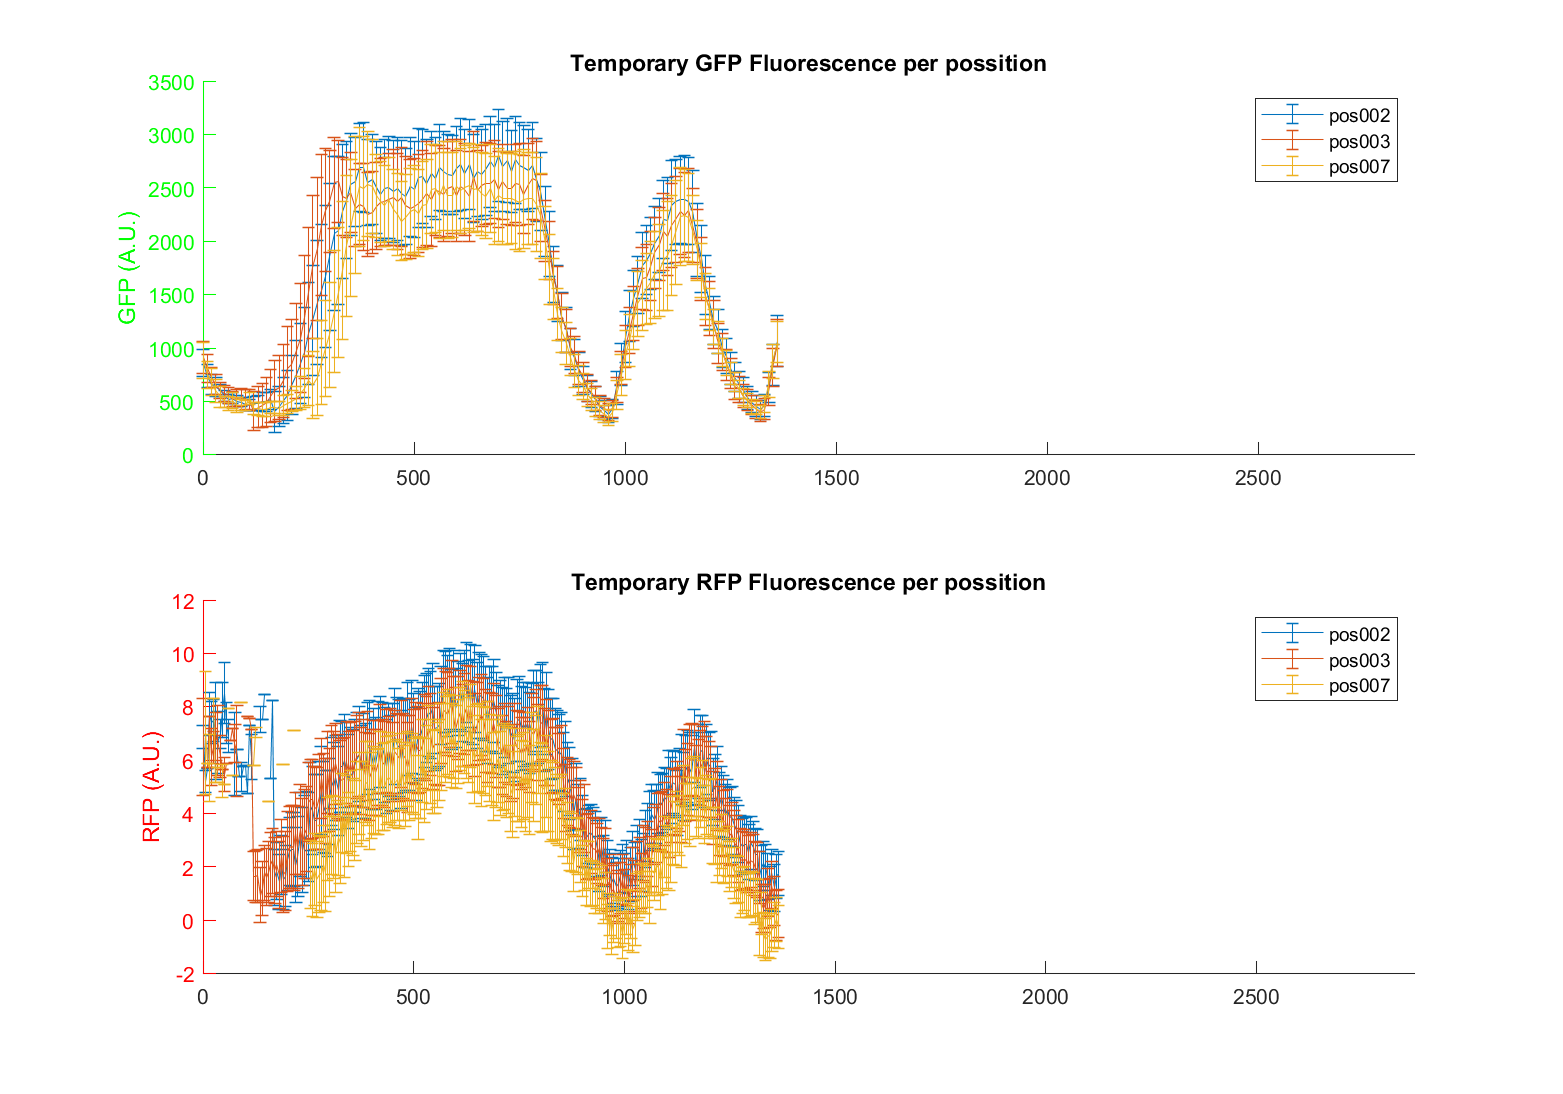 Temporary GFP Fluorescence per possition
3500
3000
2500
2000
1500
1000
500
0
GFP (A.U.)
0 500 1000 1500 2000 2500
pos002
pos003
pos007
Temporary RFP Fluorescence per possition
12
10
8
6
4
2
0
-2
RFP (A.U.)
0 500 1000 1500 2000 2500
pos002
pos003
pos007